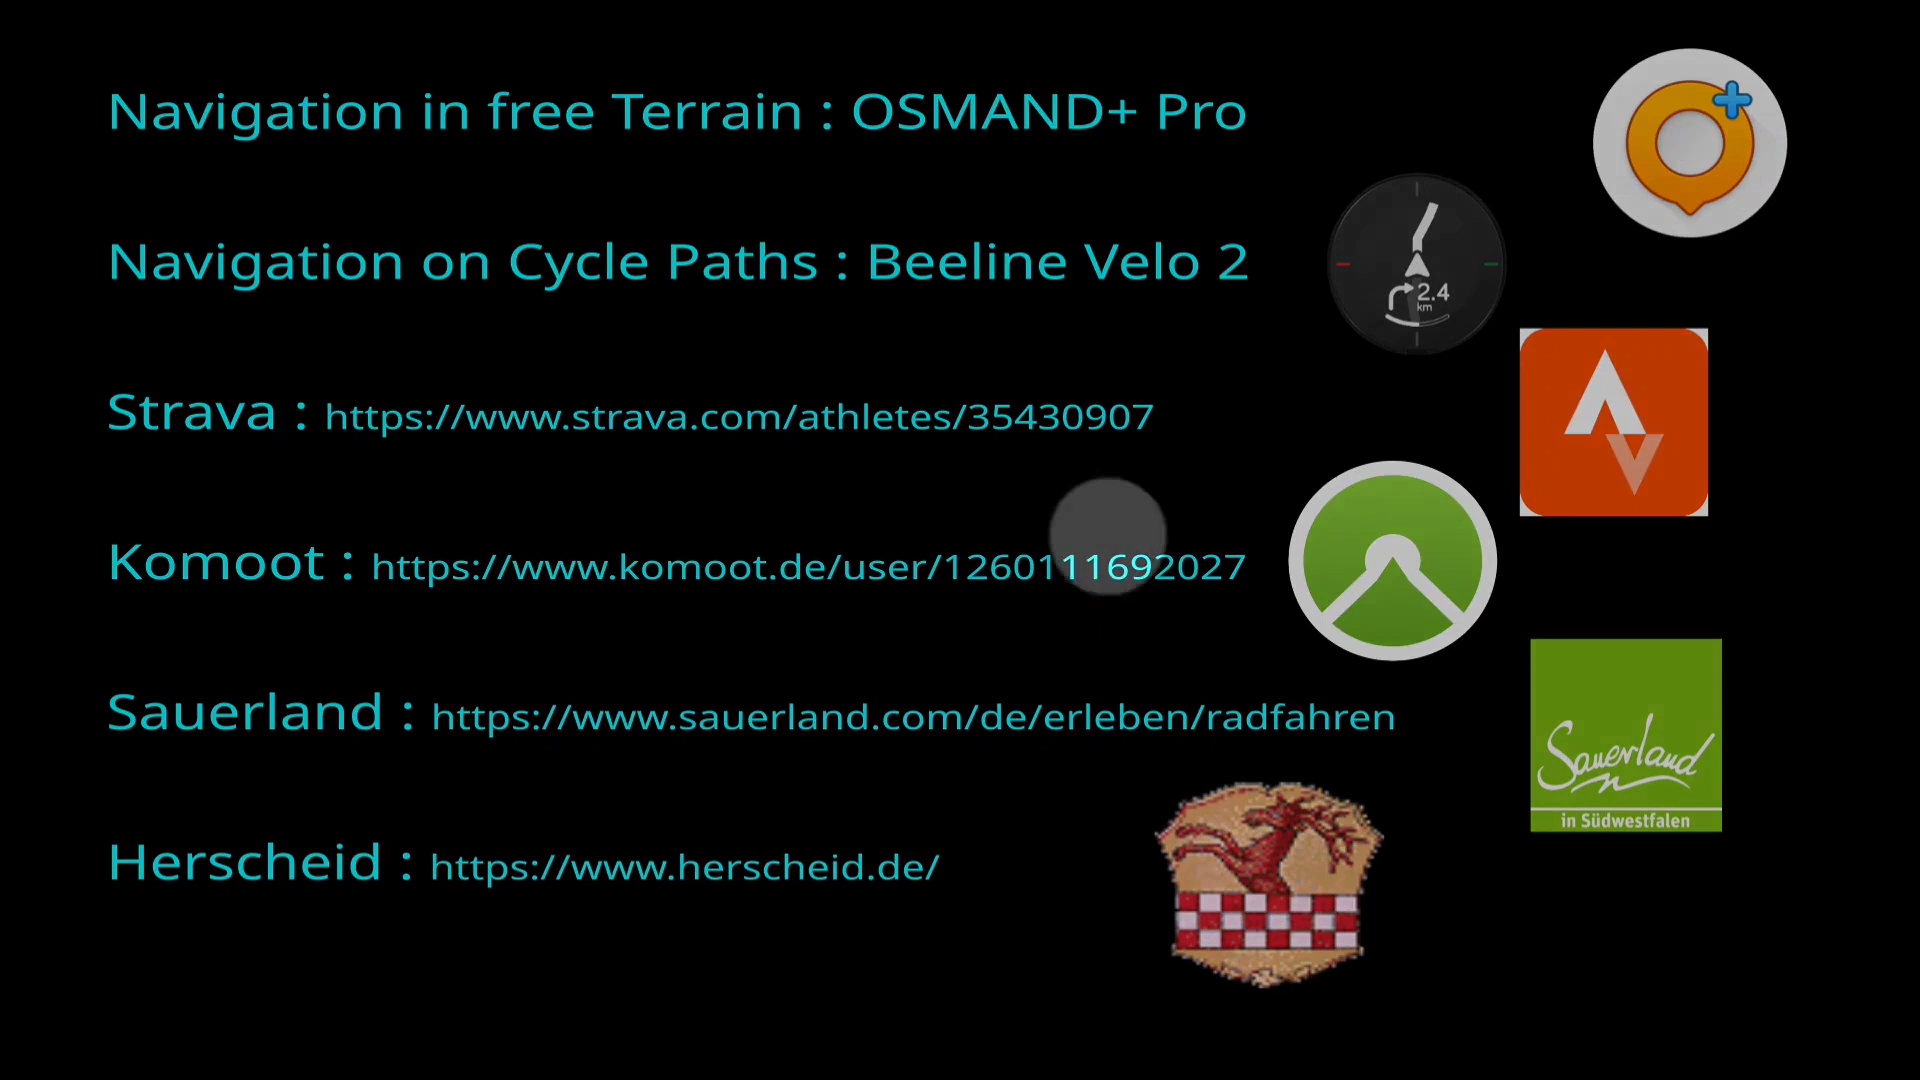 Navigation in free Terrain : OSMAND+ Pro
Navigation on Cycle Paths : Beeline Velo 2
2.4
km
Strava : https://www.strava.com/athletes/35430907
Komoot : https://www.komoot.de/user/1260111692027
Sauerland : https://www.sauerland.com/de/erleben/radfahren
Sauerland
in Südwestfalen
Herscheid : https://www.herscheid.de/